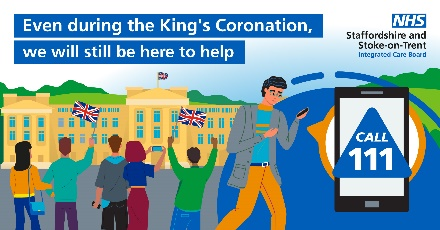 Even during the King's Coronation,
we will still be here to help
NHS
Staffordshire and
Stoke-on-Trent
Integrated Care Board
CALL
111